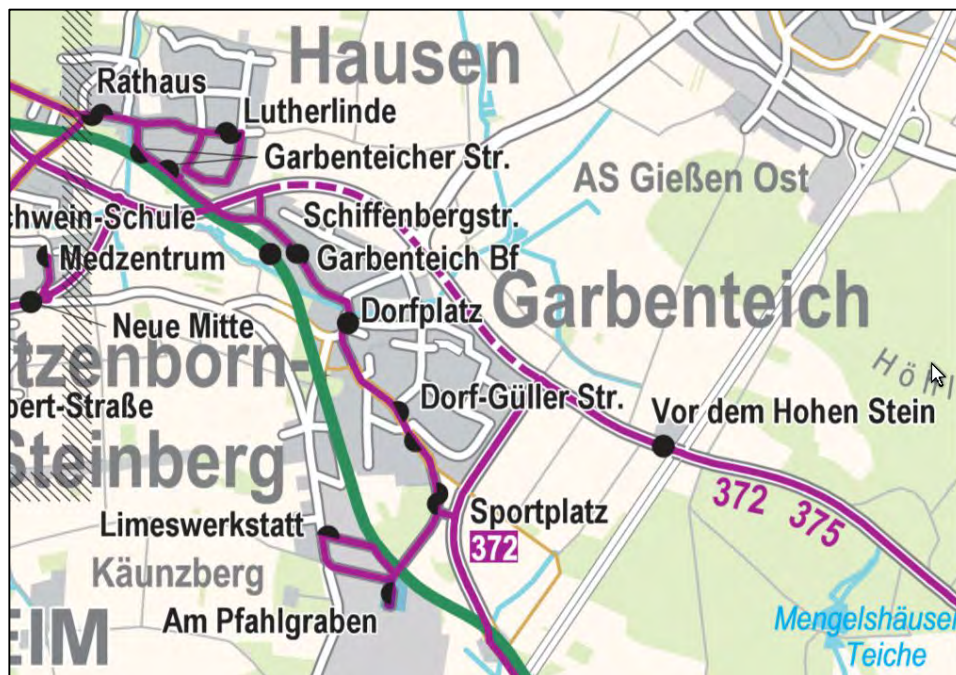 Hausen
Rathaus
Lutherlinde
Garbenteicher Str.
AS Gießen Ost
chwein-Schule
Schiffenbergstr.
Medzentrum
Garbenteich Bf
Garbenteich
Neue Mitte
Dorfplatz
tzenborn-
Höhl
bert-Straße
Dorf-Güller Str.
Vor dem Hohen Stein
Steinberg
372 375
Limeswerkstatt
Sportplatz
372
Käunzberg
Am Pfahlgraben
EIM
Mengelshäuser
Teiche